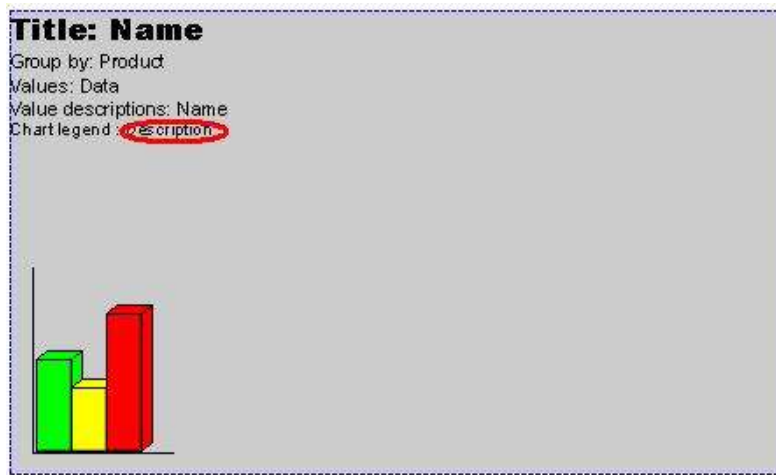 Title: Name
Group by: Product
Values: Data
Value descriptions: Name
Chart legend : Description